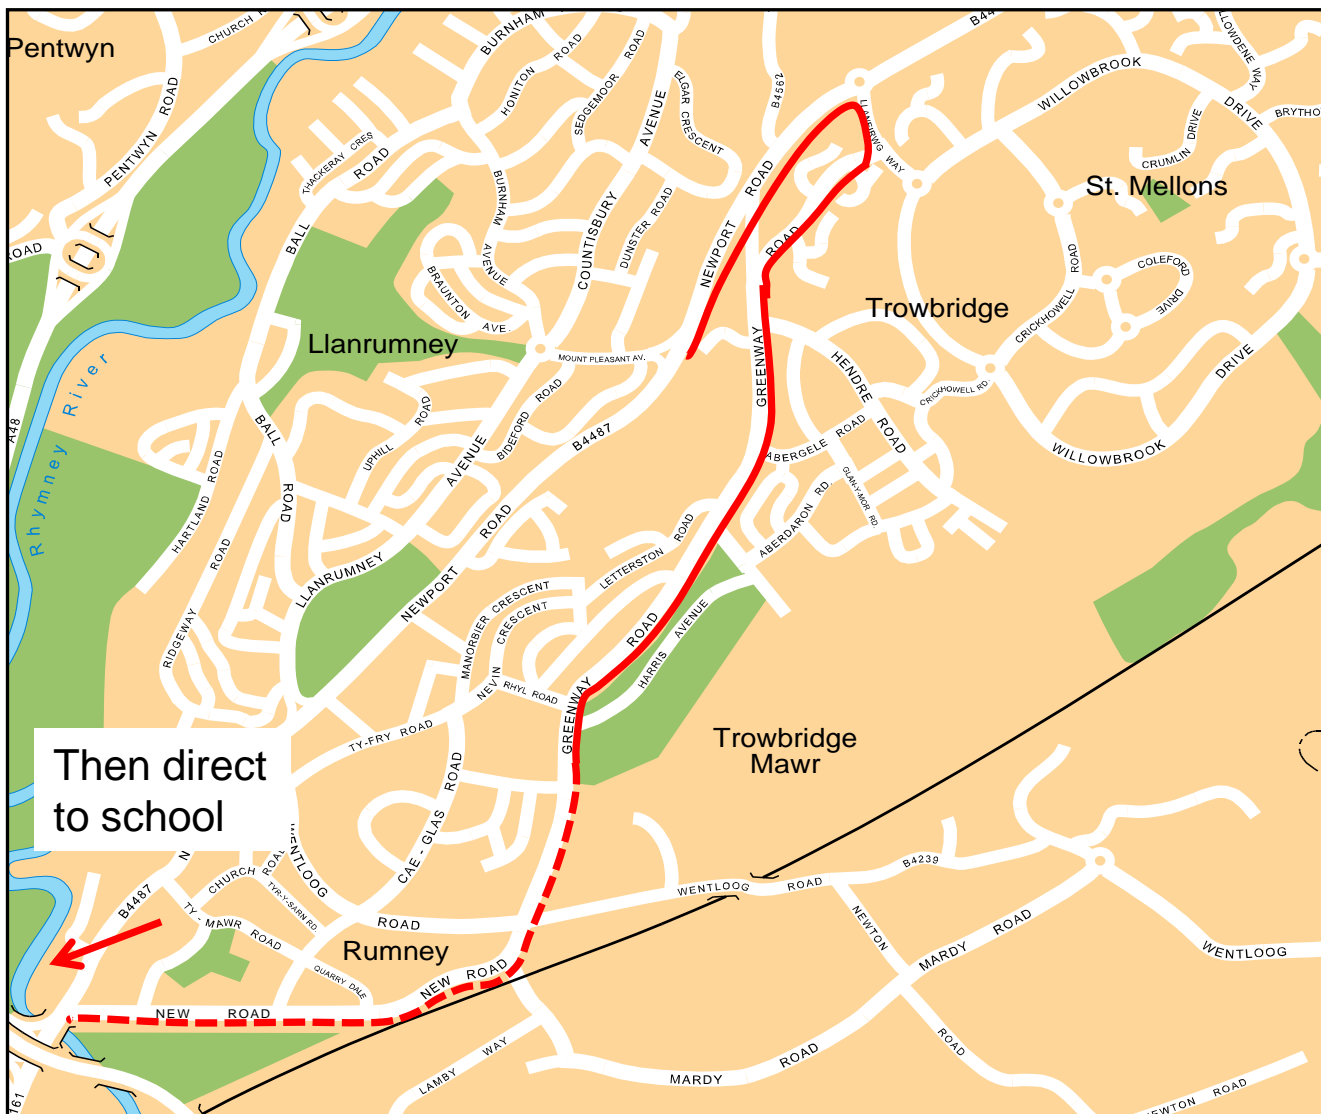 Pentwyn
CHURCH R
PENTWYN ROAD
ROAD
A48
Rhymney River
THACKERAY CRES
BALL ROAD
BURNHAM
HONITON ROAD
SEDGEMOOR ROAD
ELGAR CRESCENT
COUNTISBURY AVENUE
DUNSTER ROAD
BURNHAM AVENUE
BRAUNTON AVE.
B4562
B44
LLANEIRWG WAY
WILLOWBROOK DRIVE
LLOWDENE WAY
BRYTHO
CRUMLIN DRIVE
St. Mellons
COLEFORD DRIVE
CRICKHOWELL ROAD
CRICKHOWELL RD.
WILLOWBROOK DRIVE
Trowbridge
NEWPORT ROAD
ROAD
GREENWAY
HENDRE ROAD
ABERGELE ROAD
GLAN-Y-MOR RD.
ABERDARON RD.
Llanrumney
MOUNT PLEASANT AV.
BIDEFORD ROAD
B4487
UPHILL ROAD
AVENUE
BALL ROAD
HARTLAND ROAD
RIDGEWAY ROAD
LLANRUMNEY
NEWPORT ROAD
LETTERSTON ROAD
MANORBIER CRESCENT
NEVIN CRESCENT
RHYL ROAD
GREENWAY ROAD
HARRIS AVENUE
TY-FRY ROAD
Trowbridge
Mawr
Then direct
to school
N
WENTLOOG
CAE - GLAS ROAD
CHURCH ROAD
TYR-Y-SARN RD.
TY - MAWR ROAD
B4487
ROAD
Rumney
QUARRY DALE
NEW ROAD
NEW ROAD
WENTLOOG ROAD
B4239
NEWTON ROAD
MARDY ROAD
WENTLOOG
LAMBY WAY
MARDY ROAD
NEWTON ROAD
161